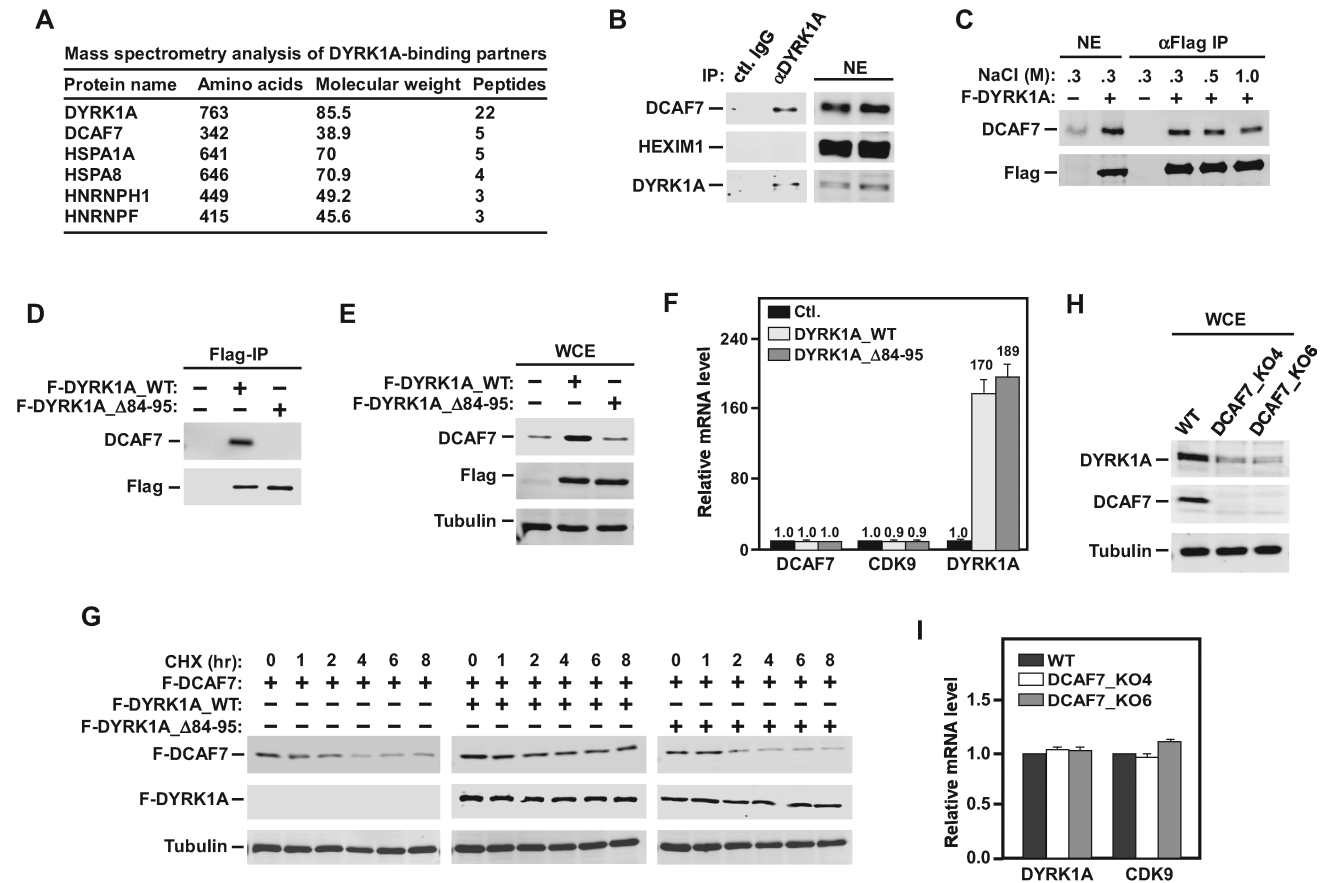 A
Mass spectrometry analysis of DYRK1A-binding partners
Protein name Amino acids Molecular weight Peptides
DYRK1A 763 85.5 22
DCAF7 342 38.9 5
HSPA1A 641 70 5
HSPA8 646 70.9 4
HNRNPH1 449 49.2 3
HNRNPF 415 45.6 3
B
IP: ctl. IgG αDYRK1A NE
DCAF7
HEXIM1
DYRK1A
C
NE αFlag IP
NaCl (M): .3 .3 .3 .3 .5 1.0
F-DYRK1A: – + – + + +
DCAF7
Flag
D
Flag-IP
F-DYRK1A_WT: – + –
F-DYRK1A_Δ84-95: – – +
DCAF7
Flag
E
WCE
F-DYRK1A_WT: – + –
F-DYRK1A_Δ84-95: – – +
DCAF7
Flag
Tubulin
F
Ctl.
DYRK1A_WT
DYRK1A_Δ84-95
Relative mRNA level
240
160
80
0
1.0 1.0 1.0 1.0 0.9 0.9 1.0 170 189
DCAF7 CDK9 DYRK1A
H
WCE
WT DCAF7_KO4 DCAF7_KO6
DYRK1A
DCAF7
Tubulin
G
CHX (hr): 0 1 2 4 6 8 0 1 2 4 6 8 0 1 2 4 6 8
F-DCAF7: + + + + + + + + + + + + + + + + + +
F-DYRK1A_WT: – – – – – – + + + + + + – – – – – –
F-DYRK1A_Δ84-95: – – – – – – – – – – – – + + + + + +
F-DCAF7
F-DYRK1A
Tubulin
I
WT
DCAF7_KO4
DCAF7_KO6
Relative mRNA level
1.5
1.0
0.5
0.0
DYRK1A CDK9